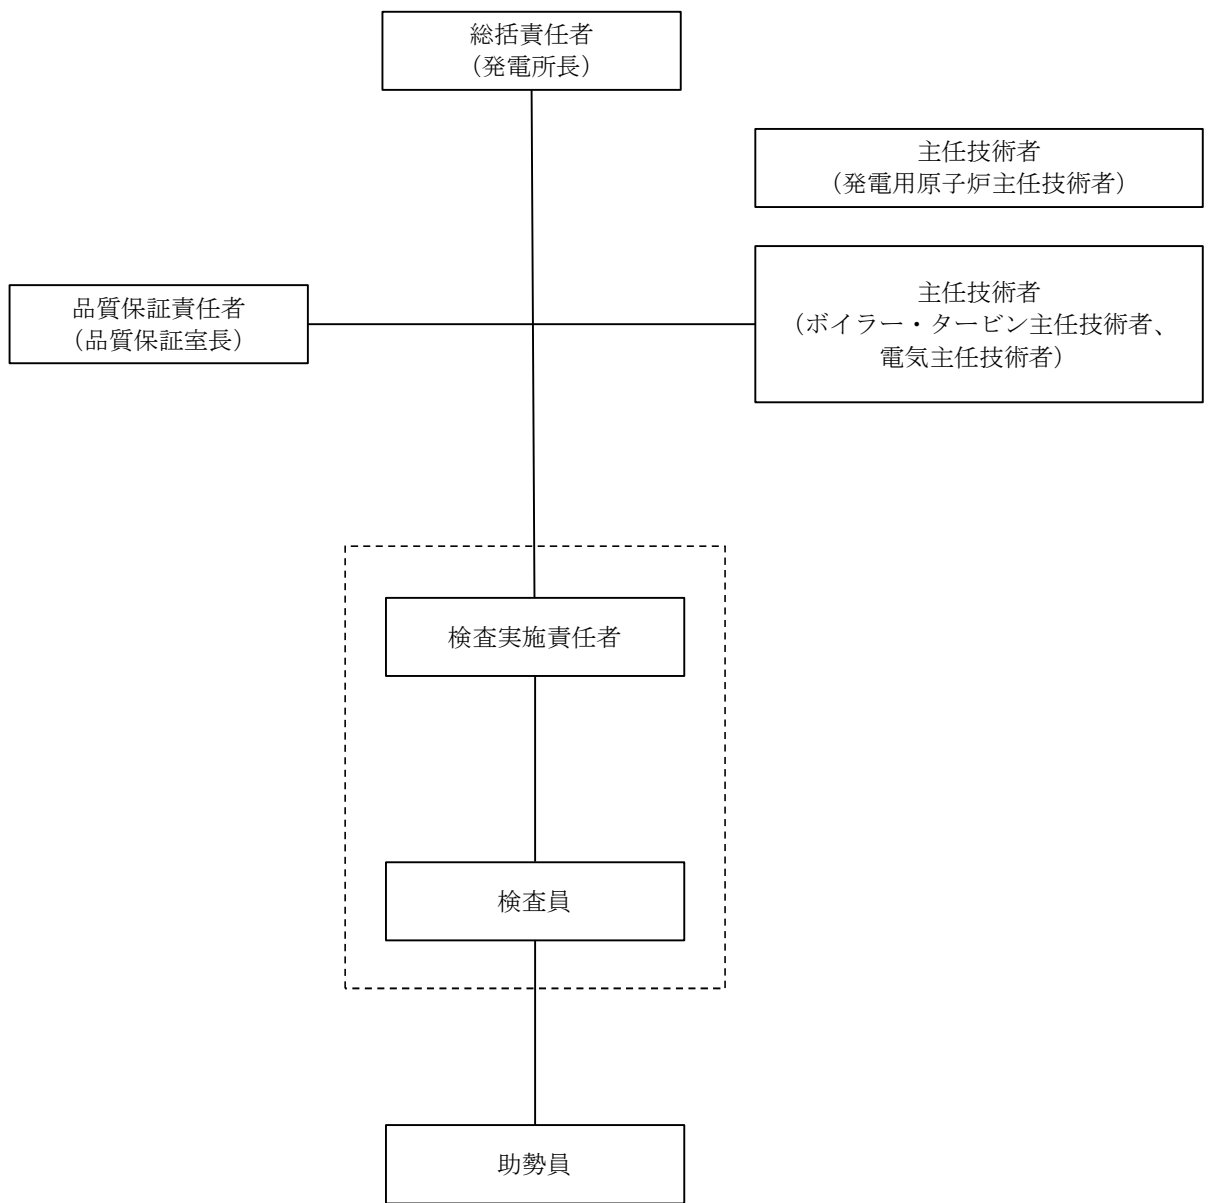 総括責任者
（発電所長）
主任技術者
（発電用原子炉主任技術者）
品質保証責任者
（品質保証室長）
主任技術者
（ボイラー・タービン主任技術者、
電気主任技術者）
検査実施責任者
検査員
助勢員